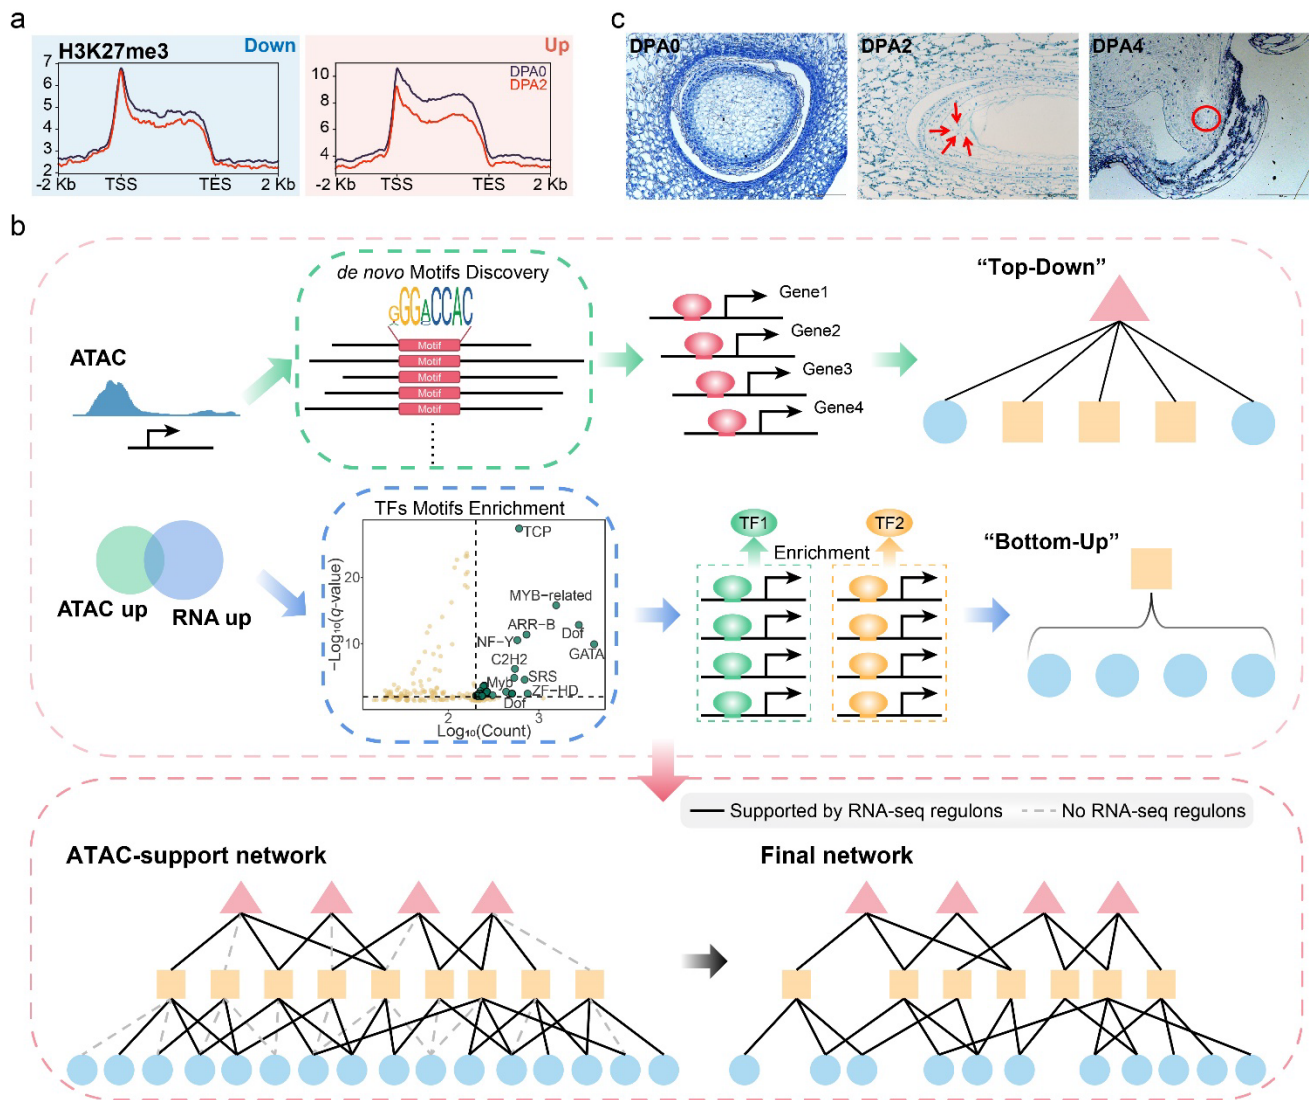 a
H3K27me3
Down
7
6
5
4
3
2
-2 Kb
TSS
TES
2 Kb
Up
10
8
6
4
DPA0
DPA2
-2 Kb
TSS
TES
2 Kb
c
DPA0
DPA2
DPA4
b
de novo Motifs Discovery
GGGACCAC
Motif
Motif
Motif
Motif
Motif
ATAC
Gene1
Gene2
Gene3
Gene4
“Top-Down”
ATAC up
RNA up
TFs Motifs Enrichment
−Log₁₀(q-value)
20
10
TCP
MYB−related
ARR−B
Dof
NF−Y
GATA
C2H2
SRS
Myb
ZF−HD
Dof
2
3
Log₁₀(Count)
TF1
TF2
Enrichment
“Bottom-Up”
Supported by RNA-seq regulons
No RNA-seq regulons
ATAC-support network
Final network